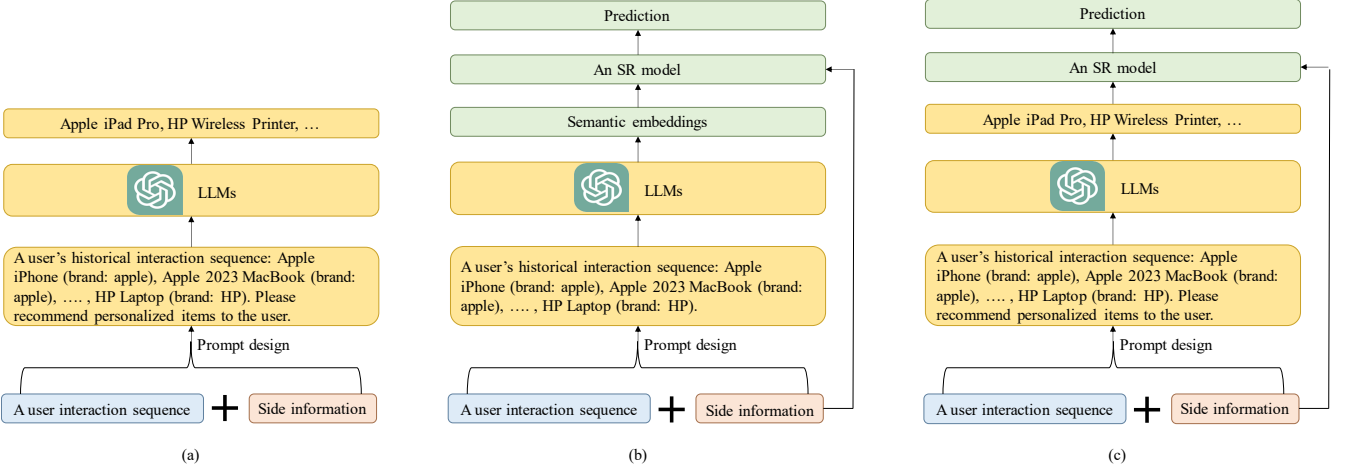 Apple iPad Pro, HP Wireless Printer, …
LLMs
A user’s historical interaction sequence: Apple
iPhone (brand: apple), Apple 2023 MacBook (brand:
apple), …. , HP Laptop (brand: HP). Please
recommend personalized items to the user.
Prompt design
A user interaction sequence
+
Side information
(a)
Prediction
An SR model
Semantic embeddings
LLMs
A user’s historical interaction sequence: Apple
iPhone (brand: apple), Apple 2023 MacBook (brand:
apple), …. , HP Laptop (brand: HP).
Prompt design
A user interaction sequence
+
Side information
(b)
Prediction
An SR model
Apple iPad Pro, HP Wireless Printer, …
LLMs
A user’s historical interaction sequence: Apple
iPhone (brand: apple), Apple 2023 MacBook (brand:
apple), …. , HP Laptop (brand: HP). Please
recommend personalized items to the user.
Prompt design
A user interaction sequence
+
Side information
(c)